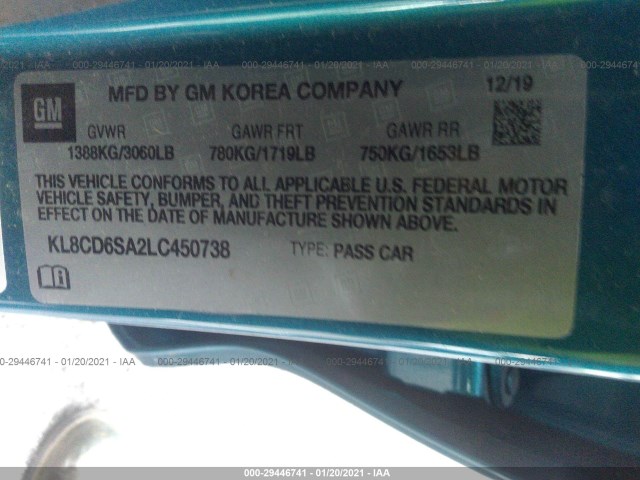 GM
MFD BY GM KOREA COMPANY
12/19
GVWR GAWR FRT GAWR RR
1388KG/3060LB 780KG/1719LB 750KG/1653LB
THIS VEHICLE CONFORMS TO ALL APPLICABLE U.S. FEDERAL MOTOR
VEHICLE SAFETY, BUMPER, AND THEFT PREVENTION STANDARDS IN
EFFECT ON THE DATE OF MANUFACTURE SHOWN ABOVE.
KL8CD6SA2LC450738 TYPE: PASS CAR
000-29446741 - 01/20/2021 - IAA